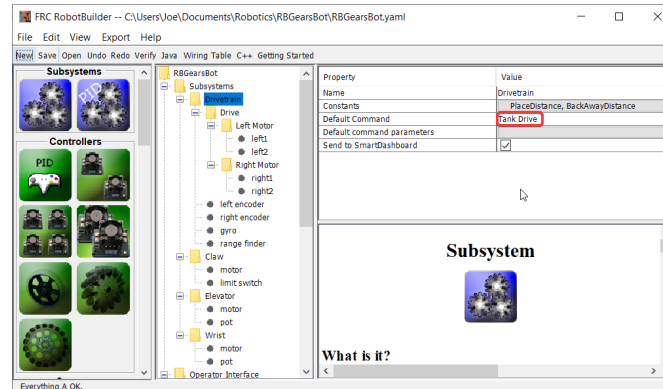 FRC RobotBuilder -- C:\Users\Joe\Documents\Robotics\RBGearsBot\RBGearsBot.yaml
File Edit View Export Help
New Save Open Undo Redo Verify Java Wiring Table C++ Getting Started
Subsystems
PID
Controllers
PID
RBGearsBot
Subsystems
Drivetrain
Drive
Left Motor
left1
left2
Right Motor
right1
right2
left encoder
right encoder
gyro
range finder
Claw
motor
limit switch
Elevator
motor
pot
Wrist
motor
pot
Operator Interface
Property Value
Name Drivetrain
Constants PlaceDistance, BackAwayDistance
Default Command Tank Drive
Default command parameters
Send to SmartDashboard
Subsystem
What is it?
Everything A OK.